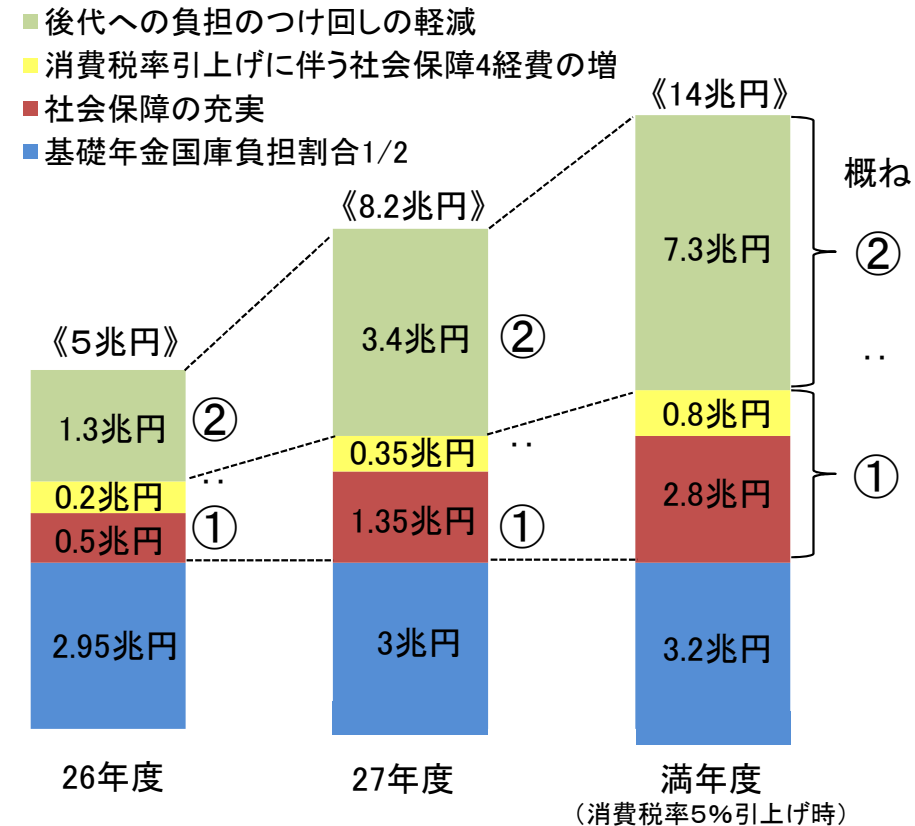 後代への負担のつけ回しの軽減
消費税率引上げに伴う社会保障4経費の増
社会保障の充実
基礎年金国庫負担割合1/2
《5兆円》
1.3兆円
②
:
0.2兆円
0.5兆円
①
2.95兆円
26年度
《8.2兆円》
3.4兆円
②
:
0.35兆円
1.35兆円
①
3兆円
27年度
《14兆円》
概ね
7.3兆円
②
:
0.8兆円
2.8兆円
①
3.2兆円
満年度
（消費税率5%引上げ時）